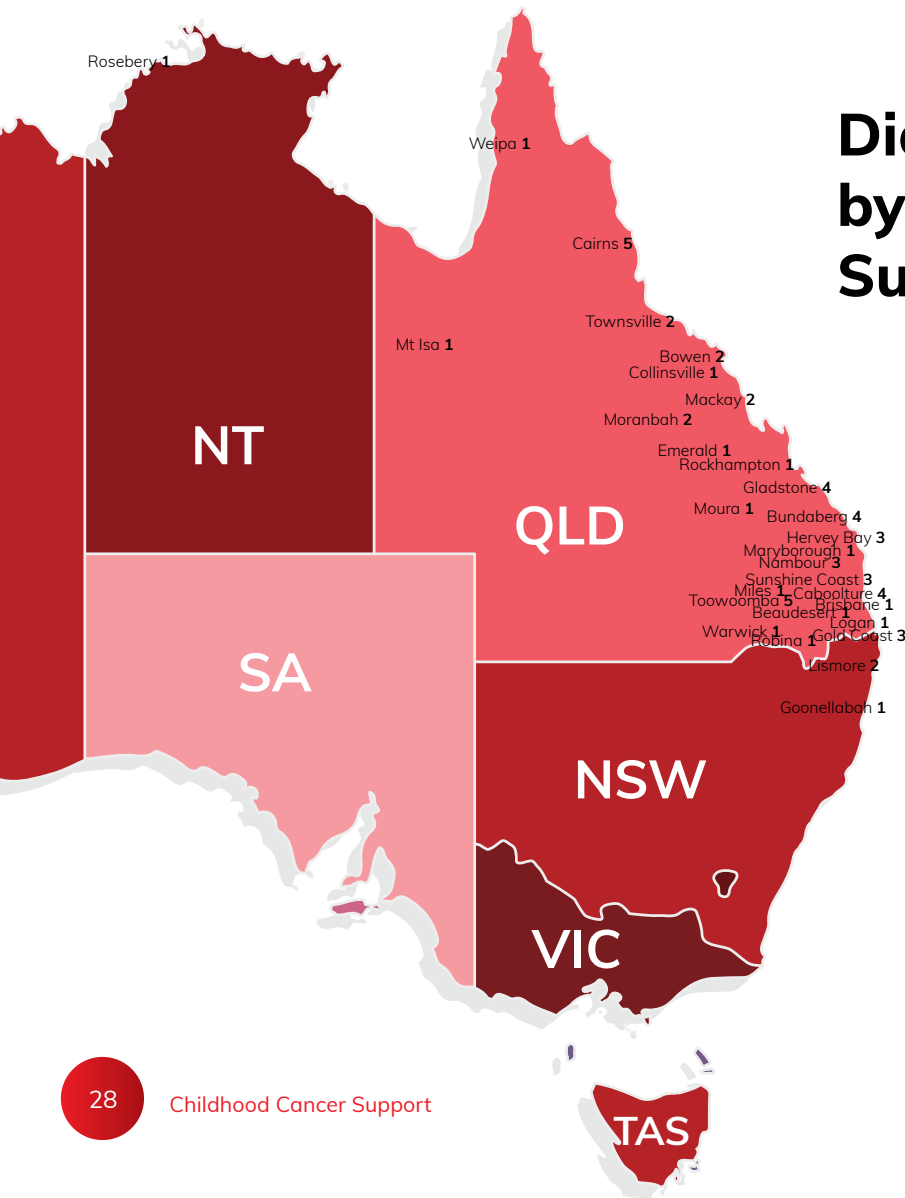 Rosebery 1
Weipa 1
by
Cairns 5
Townsville 2
Mt Isa 1
Bowen 2
Collinsville 1
Mackay 2
Moranbah 2
NT
Emerald 1
Rockhampton 1
Gladstone 4
Moura 1
QLD
Bundaberg 4
Hervey Bay 3
Maryborough 1
Nambour 3
Sunshine Coast 3
Miles 1
Caboolture 4
Toowoomba 5
Brisbane 1
Beaudesert 1
Logan 1
Warwick 1
Gold Coast 3
Robina 1
SA
Lismore 2
Goonellabah 1
NSW
VIC
28
Childhood Cancer Support
TAS